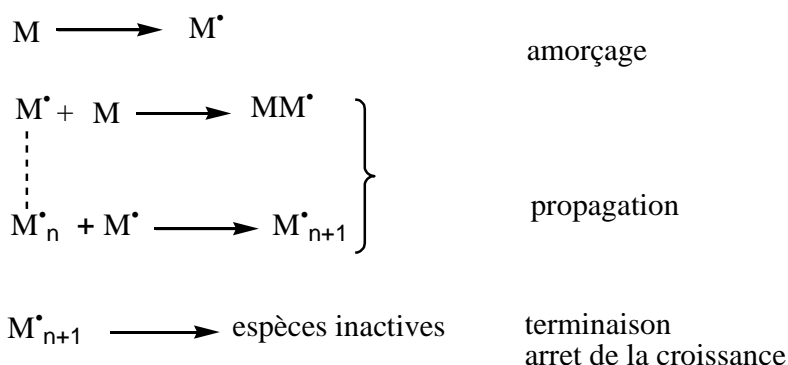 M ⟶ M• amorçage
M• + M ⟶ MM•
M•n + M• ⟶ M•n+1 propagation
M•n+1 ⟶ espèces inactives terminaison
arret de la croissance